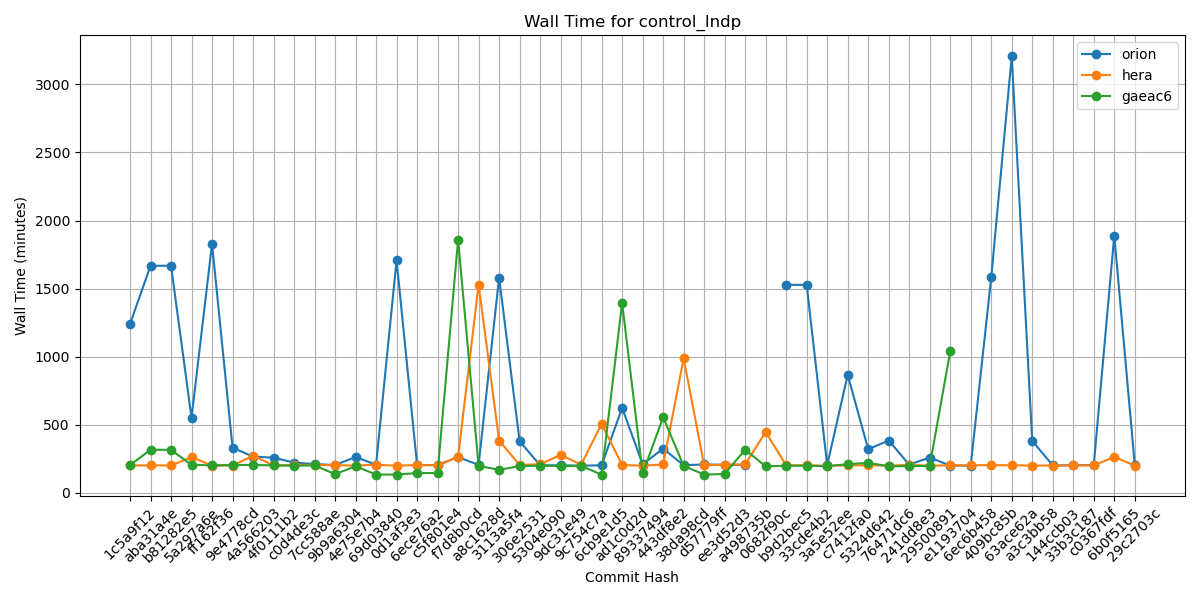 Wall Time for control_lndp
orion
hera
gaeac6
Wall Time (minutes)
3000
2500
2000
1500
1000
500
0
1c5a9f12
aba31a4e
b81282e5
5a297a6e
ff162f36
9e4778cd
4a566203
4f0111b2
c0d4de3c
7cc588ae
9b9a6304
4e75e7b4
69d03840
0d1af3e3
6ece76a2
c5f801e4
f7d8b0cd
a8c1628d
3113a5f4
306e2531
5304e090
9dc31e49
9c754c7a
6cb9e1d5
ad1c0d2d
89337494
443df8e2
38da98cd
d57779ff
ee3d52d3
a498735b
0682f90c
b9d2bec5
33cde4b2
3a5e52ee
c7412fa0
5324d642
76471dc6
241dd8e3
29500891
e1193704
6ec6b458
409bc85b
63ace62a
a3c3bb58
144ccb03
33b3c187
c0367fdf
6b0f5165
29c2703c
Commit Hash